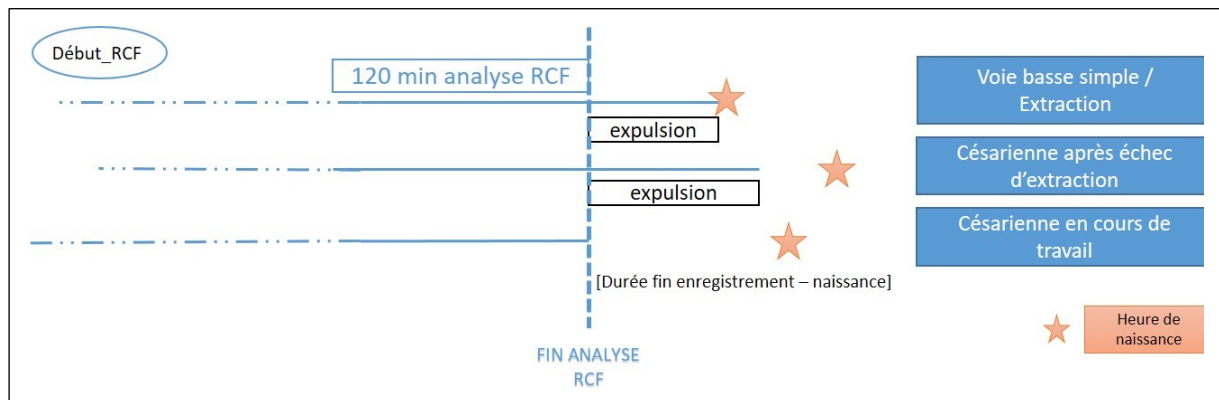 Début_RCF
120 min analyse RCF
expulsion
expulsion
[Durée fin enregistrement – naissance]
FIN ANALYSE
RCF
Voie basse simple /
Extraction
Césarienne après échec
d’extraction
Césarienne en cours de
travail
Heure de
naissance